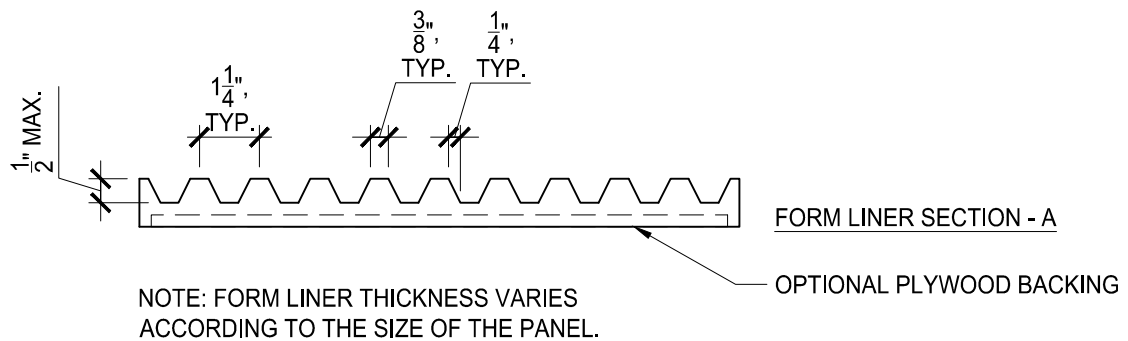 3/8",
TYP.
1/4",
TYP.
1 1/4",
TYP.
1/2" MAX.
FORM LINER SECTION - A
OPTIONAL PLYWOOD BACKING
NOTE: FORM LINER THICKNESS VARIES
ACCORDING TO THE SIZE OF THE PANEL.